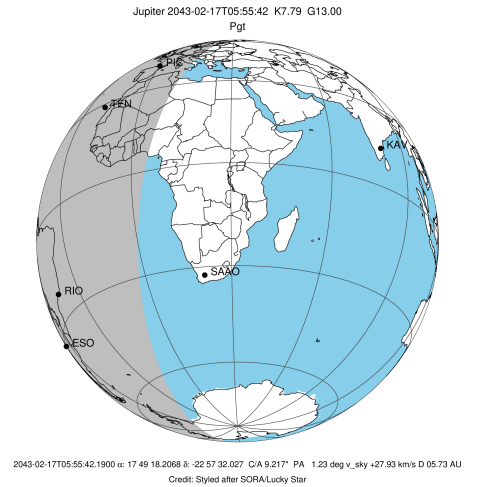 Jupiter 2043-02-17T05:55:42 K7.79 G13.00
Pgt
PIC
TEN
KAV
SAAO
RIO
ESO
2043-02-17T05:55:42.1900 α: 17 49 18.2068 δ: -22 57 32.027 C/A 9.217" PA 1.23 deg v_sky +27.93 km/s D 05.73 AU
Credit: Styled after SORA/Lucky Star